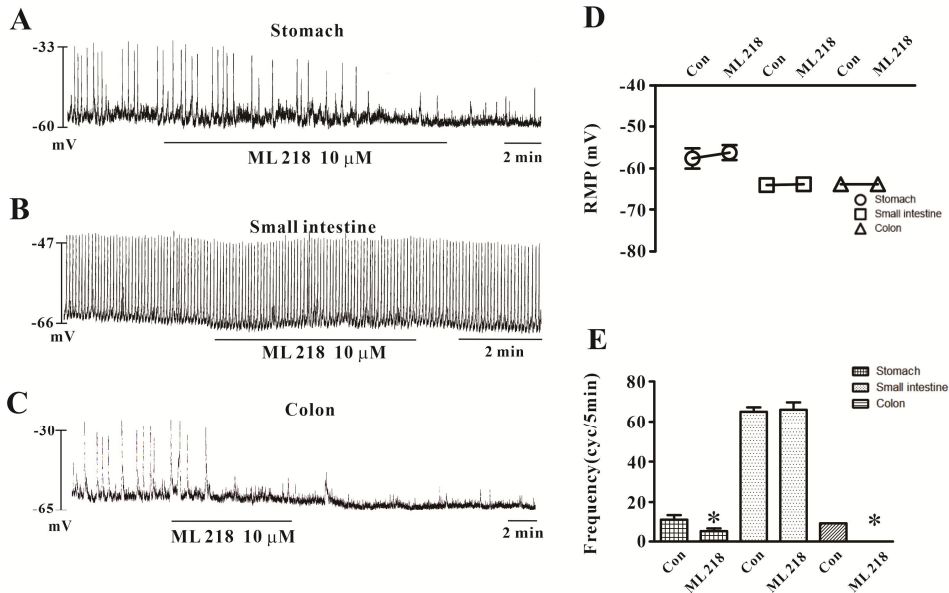 A
Stomach
-33
-60
mV
ML 218 10 μM
2 min
B
Small intestine
-47
-66
mV
ML 218 10 μM
2 min
C
Colon
-30
-65
mV
ML 218 10 μM
2 min
D
Con
ML 218
Con
ML 218
Con
ML 218
-40
-50
-60
-70
-80
RMP (mV)
Stomach
Small intestine
Colon
E
Stomach
Small intestine
Colon
Frequency(cyc/5min)
80
60
40
20
0
*
*
Con
ML 218
Con
ML 218
Con
ML 218